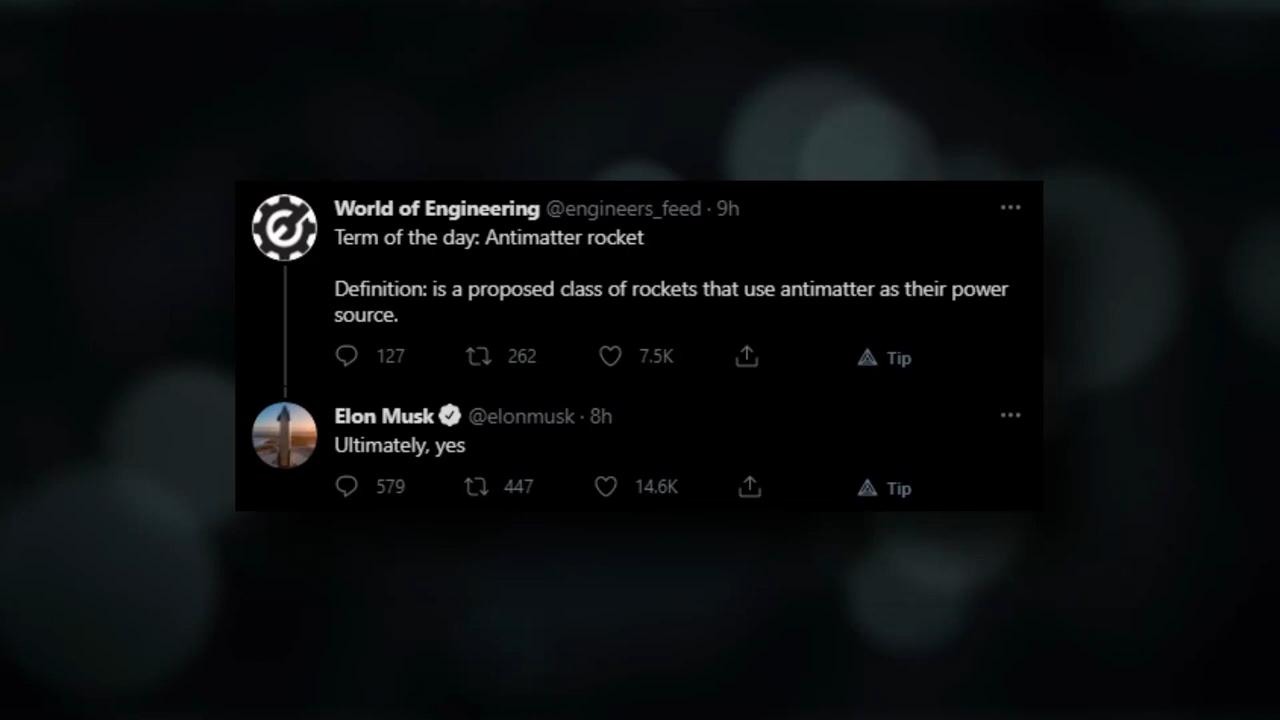 World of Engineering @engineers_feed · 9h
Term of the day: Antimatter rocket
Definition: is a proposed class of rockets that use antimatter as their power
source.
127 262 7.5K Tip
Elon Musk @elonmusk · 8h
Ultimately, yes
579 447 14.6K Tip